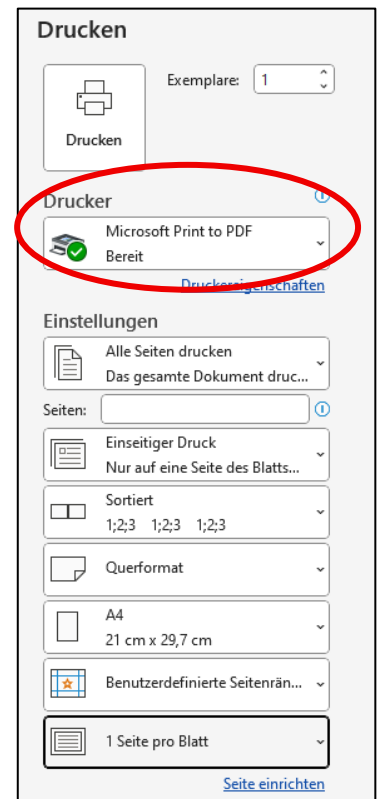 Drucken
Exemplare: 1
Drucken
Drucker
Microsoft Print to PDF
Bereit
Druckereigenschaften
Einstellungen
Alle Seiten drucken
Das gesamte Dokument druc...
Seiten:
Einseitiger Druck
Nur auf eine Seite des Blatts...
Sortiert
1;2;3 1;2;3 1;2;3
Querformat
A4
21 cm x 29,7 cm
Benutzerdefinierte Seitenrän...
1 Seite pro Blatt
Seite einrichten